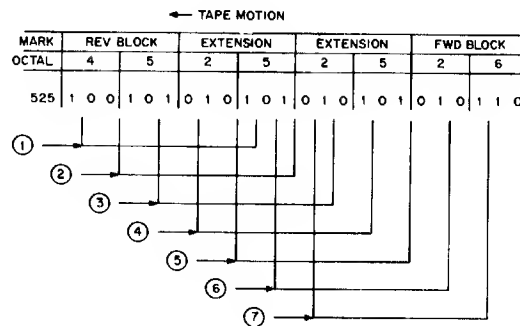 ← TAPE MOTION
MARK REV BLOCK EXTENSION EXTENSION FWD BLOCK
OCTAL 4 5 2 5 2 5 2 6
525 1 0 0 1 0 1 0 1 0 1 0 1 0 1 0 1 0 1 0 1 0 1 1 0
1
2
3
4
5
6
7